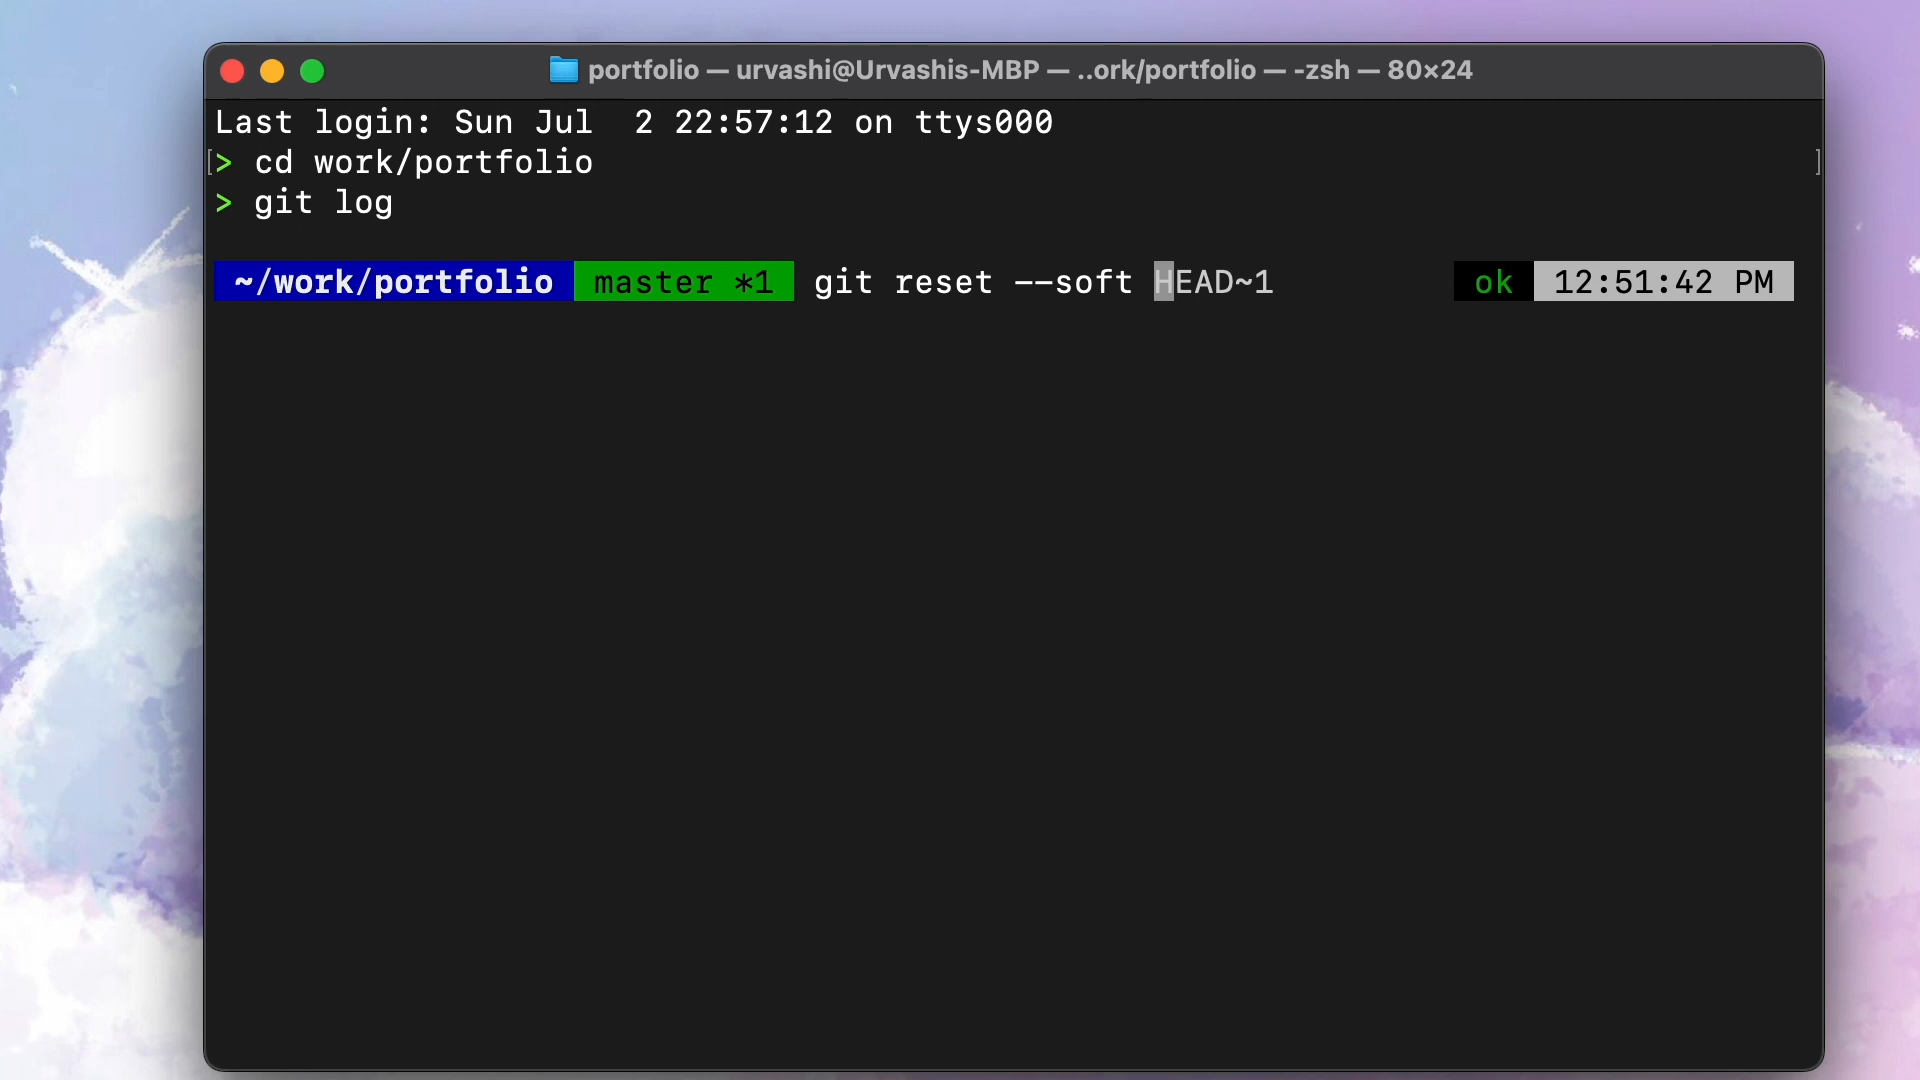 portfolio — urvashi@Urvashis-MBP — ..ork/portfolio — -zsh — 80×24
Last login: Sun Jul  2 22:57:12 on ttys000
[> cd work/portfolio ]
> git log
~/work/portfolio master *1 git reset --soft HEAD~1 ok 12:51:42 PM